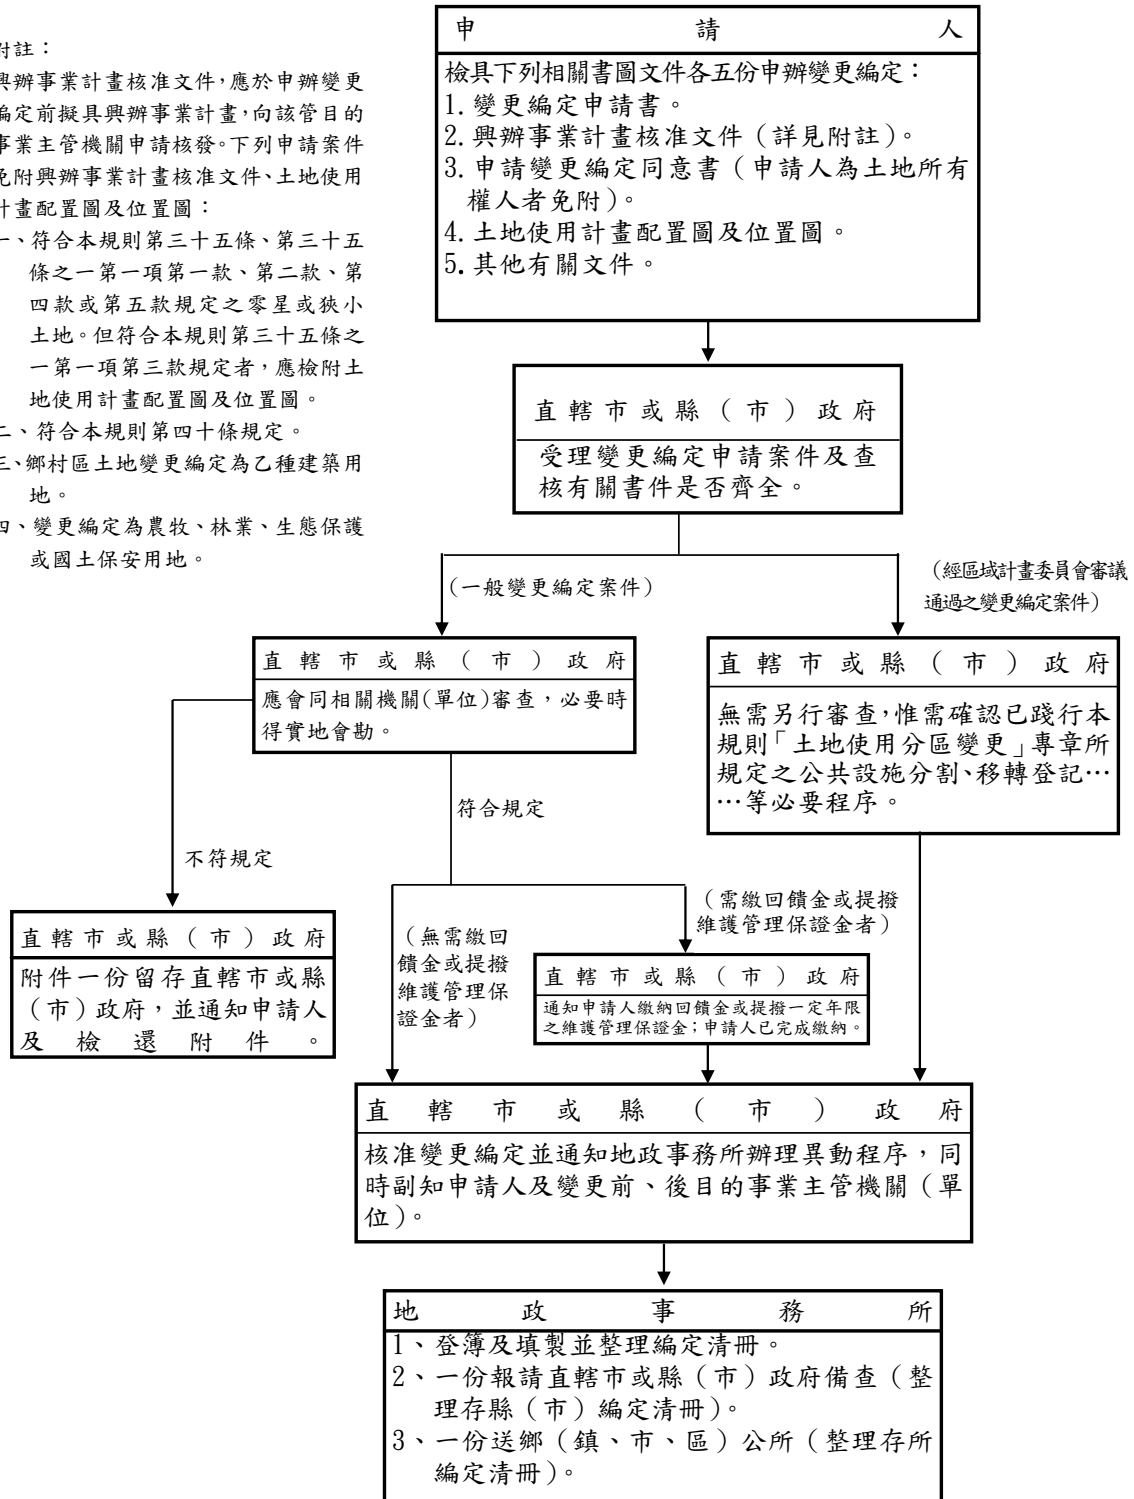 附註：
興辦事業計畫核准文件，應於申辦變更
編定前擬具興辦事業計畫，向該管目的
事業主管機關申請核發。下列申請案件
免附興辦事業計畫核准文件、土地使用
計畫配置圖及位置圖：
一、符合本規則第三十五條、第三十五
條之一第一項第一款、第二款、第
四款或第五款規定之零星或狹小
土地。但符合本規則第三十五條之
一第一項第三款規定者，應檢附土
地使用計畫配置圖及位置圖。
二、符合本規則第四十條規定。
三、鄉村區土地變更編定為乙種建築用
地。
四、變更編定為農牧、林業、生態保護
或國土保安用地。
申請人
檢具下列相關書圖文件各五份申辦變更編定：
1.變更編定申請書。
2.興辦事業計畫核准文件（詳見附註）。
3.申請變更編定同意書（申請人為土地所有
權人者免附）。
4.土地使用計畫配置圖及位置圖。
5.其他有關文件。
直轄市或縣（市）政府
受理變更編定申請案件及查
核有關書件是否齊全。
（一般變更編定案件）
（經區域計畫委員會審議
通過之變更編定案件）
直轄市或縣（市）政府
應會同相關機關(單位)審查，必要時
得實地會勘。
直轄市或縣（市）政府
無需另行審查，惟需確認已踐行本
規則「土地使用分區變更」專章所
規定之公共設施分割、移轉登記…
…等必要程序。
符合規定
不符規定
直轄市或縣（市）政府
附件一份留存直轄市或縣
（市）政府，並通知申請人
及檢還附件。
（無需繳回
饋金或提撥
維護管理保
證金者）
（需繳回饋金或提撥
維護管理保證金者）
直轄市或縣（市）政府
通知申請人繳納回饋金或提撥一定年限
之維護管理保證金；申請人已完成繳納。
直轄市或縣（市）政府
核准變更編定並通知地政事務所辦理異動程序，同
時副知申請人及變更前、後目的事業主管機關（單
位）。
地政事務所
1、登簿及填製並整理編定清冊。
2、一份報請直轄市或縣（市）政府備查（整
理存縣（市）編定清冊）。
3、一份送鄉（鎮、市、區）公所（整理存所
編定清冊）。